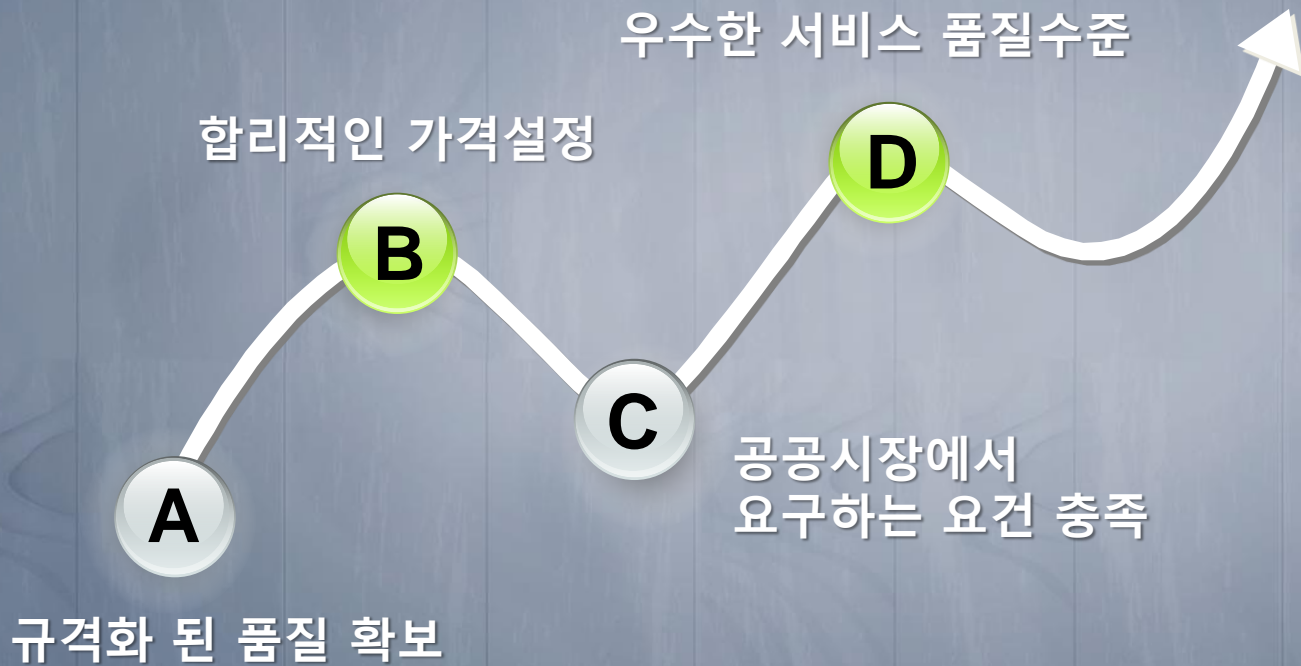 우수한 서비스 품질수준
합리적인 가격설정
D
B
C
공공시장에서
요구하는 요건 충족
A
규격화 된 품질 확보